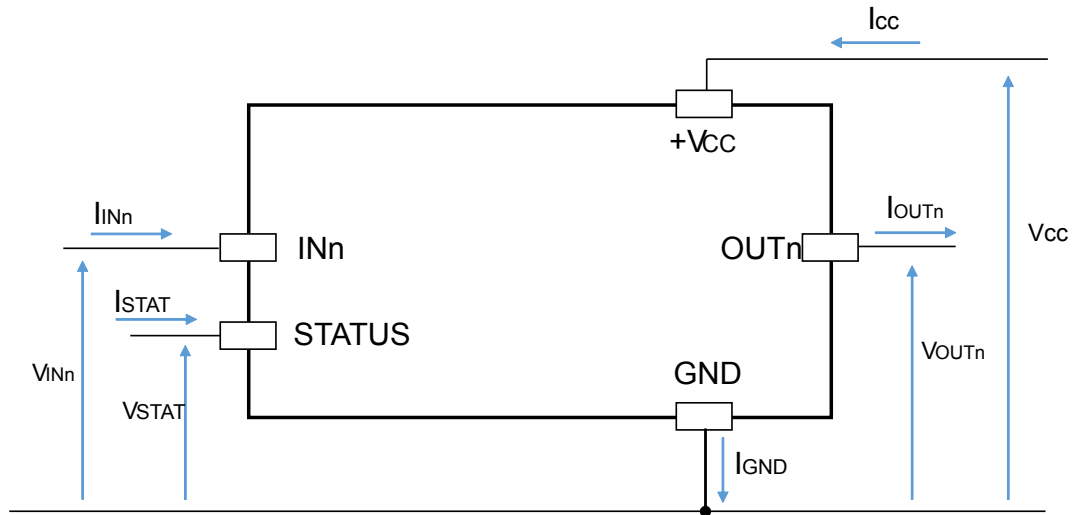 Icc
+VCC
IINn
INn
OUTn
IOUTn
Vcc
ISTAT
STATUS
VINn
VSTAT
GND
VOUTn
IGND